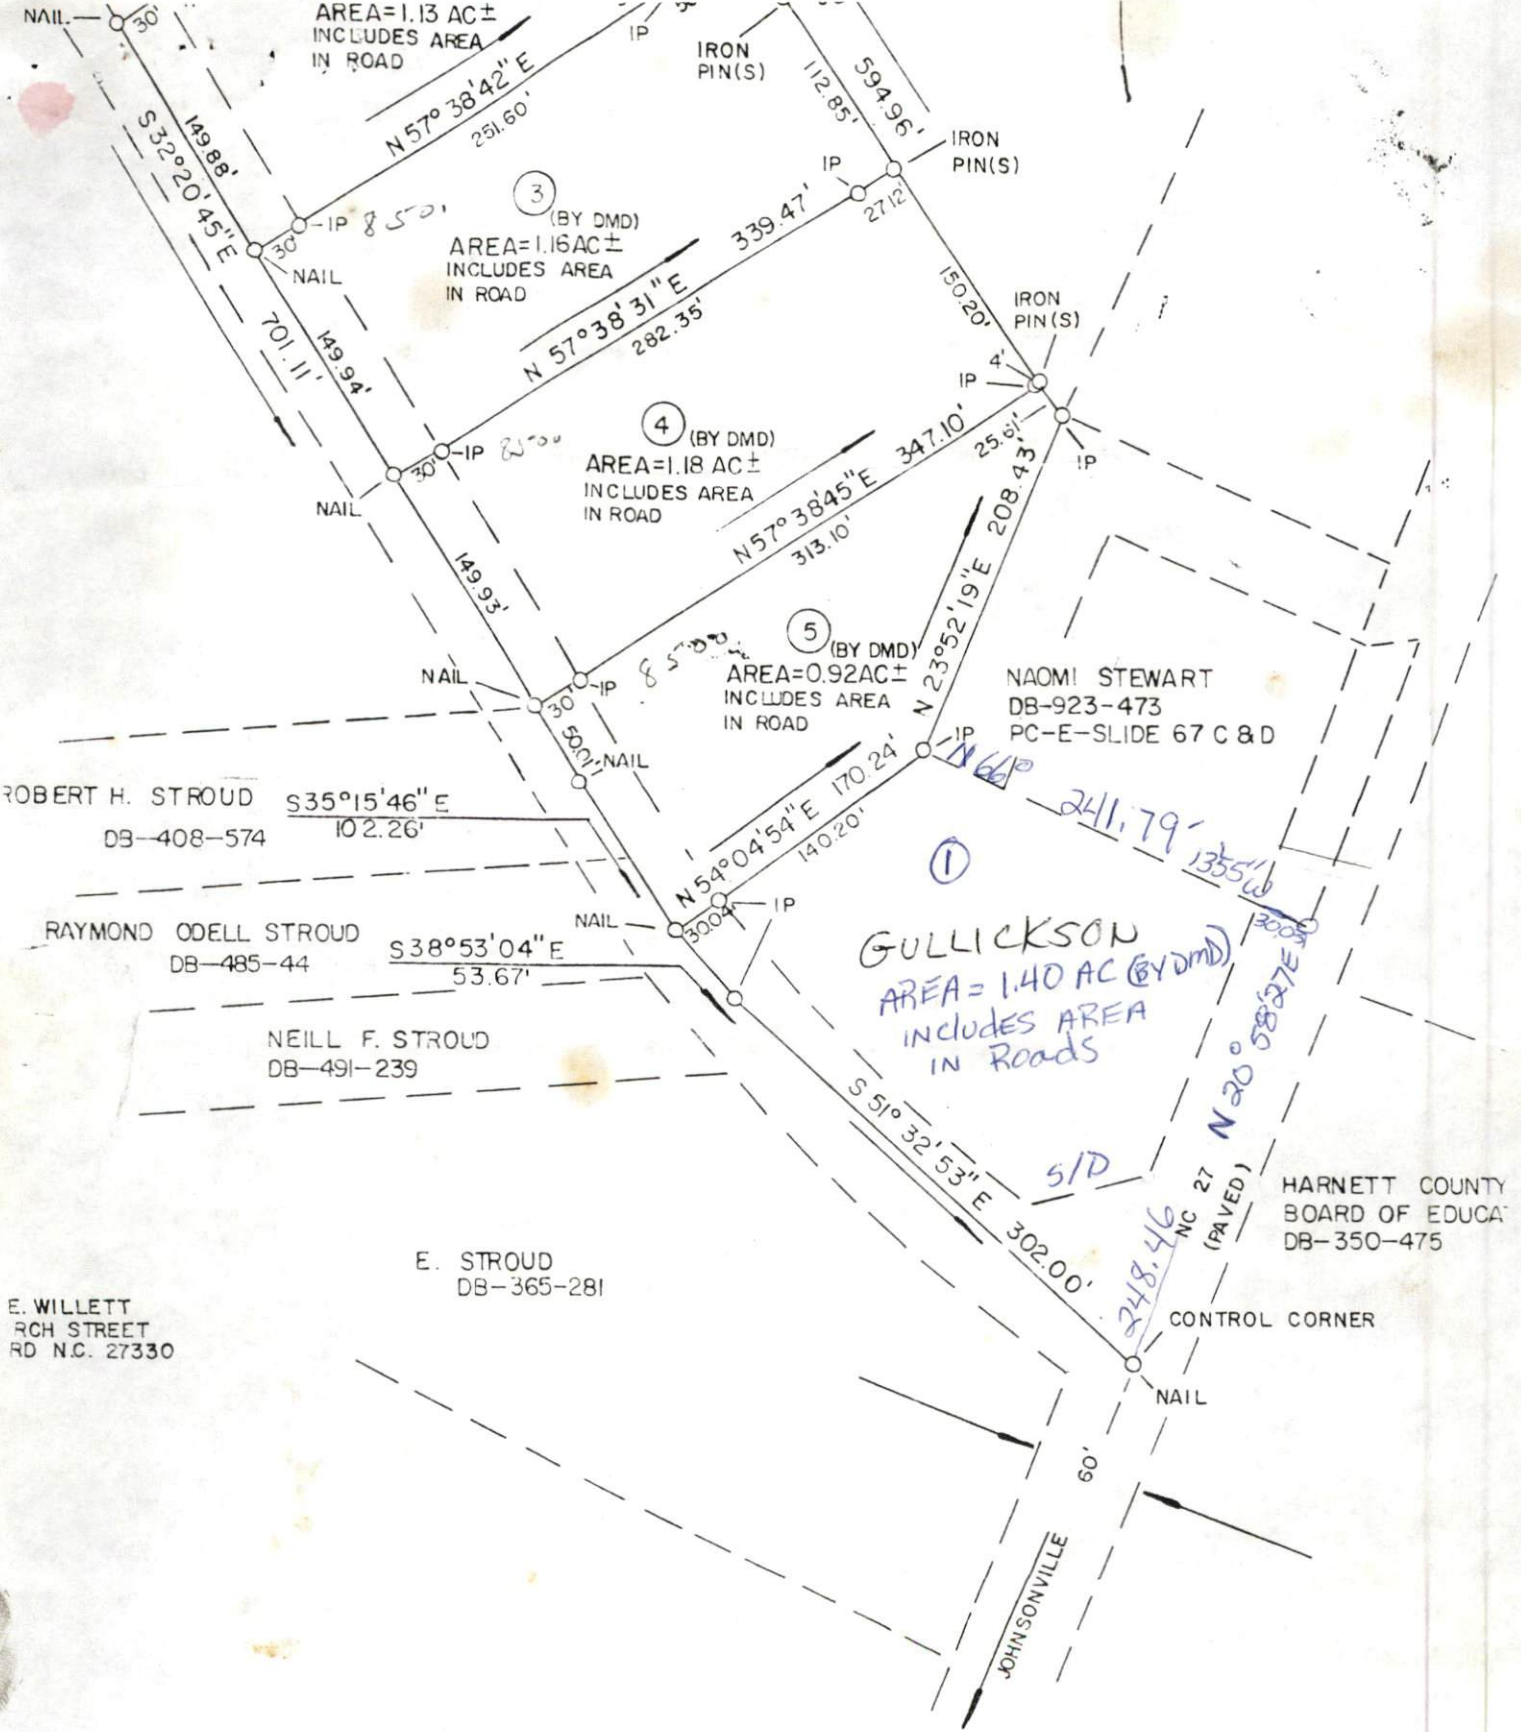 NAIL
30'
AREA=1.13 AC±
INCLUDES AREA
IN ROAD
IP
IRON
PIN(S)
N 57° 38'42" E
251.60'
112.85'
594.96'
IRON
PIN(S)
S 32°20'45"E
149.88'
701.11'
IP
27.12'
30'
IP
NAIL
3
(BY DMD)
AREA=1.16AC±
INCLUDES AREA
IN ROAD
339.47'
N 57°38'31" E
282.35'
150.20'
IRON
PIN(S)
4'
IP
149.94'
30'
IP
NAIL
4
(BY DMD)
AREA=1.18 AC±
INCLUDES AREA
IN ROAD
347.10'
N57°38'45"E
313.10'
25.61'
IP
149.93'
N 23°52'19"E 208.43'
5
(BY DMD)
AREA=0.92AC±
INCLUDES AREA
IN ROAD
NAOMI STEWART
DB-923-473
PC-E-SLIDE 67 C & D
NAIL
30'
IP
50.01'
NAIL
IP
N 66°
241.79'
13'55"W
30.03
ROBERT H. STROUD
DB-408-574
S35°15'46"E
102.26'
N 54°04'54"E 170.24'
140.20'
1
NAIL
30.04'
IP
RAYMOND ODELL STROUD
DB-485-44
S38°53'04"E
53.67'
GULLICKSON
AREA = 1.40 AC (BY DMD)
INCLUDES AREA
IN Roads
N 20° 58'27E
NEILL F. STROUD
DB-491-239
S 51° 32'53"E 302.00'
S/D
248.46
NC 27
(PAVED)
HARNETT COUNTY
BOARD OF EDUCA
DB-350-475
E. STROUD
DB-365-281
E. WILLETT
RCH STREET
RD N.C. 27330
CONTROL CORNER
NAIL
60'
JOHNSONVILLE